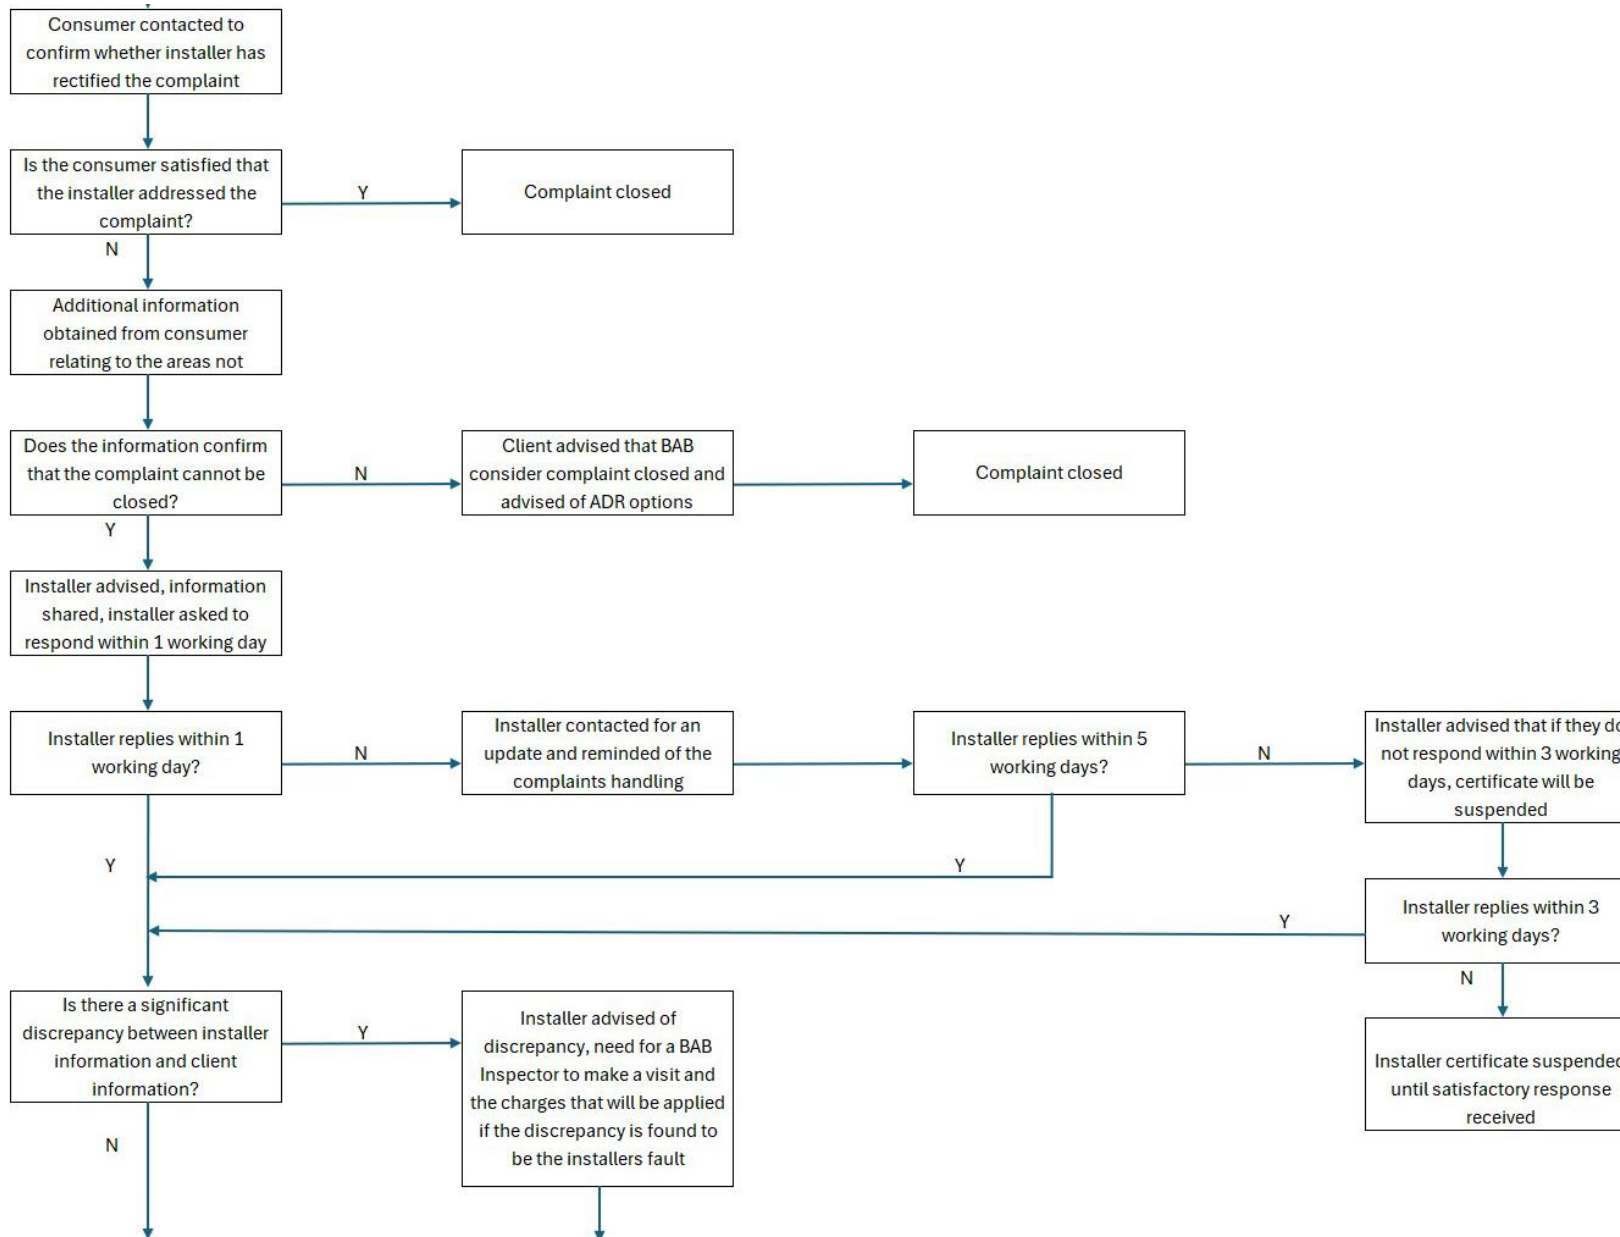 Consumer contacted to
confirm whether installer has
rectified the complaint
Is the consumer satisfied that
the installer addressed the
complaint?
Y
Complaint closed
N
Additional information
obtained from consumer
relating to the areas not
Does the information confirm
that the complaint cannot be
closed?
N
Client advised that BAB
consider complaint closed and
advised of ADR options
Complaint closed
Y
Installer advised, information
shared, installer asked to
respond within 1 working day
Installer replies within 1
working day?
N
Installer contacted for an
update and reminded of the
complaints handling
Installer replies within 5
working days?
N
Installer advised that if they do
not respond within 3 working
days, certificate will be
suspended
Y
Y
Installer replies within 3
working days?
Y
N
Is there a significant
discrepancy between installer
information and client
information?
Y
Installer advised of
discrepancy, need for a BAB
Inspector to make a visit and
the charges that will be applied
if the discrepancy is found to
be the installers fault
Installer certificate suspended
until satisfactory response
received
N